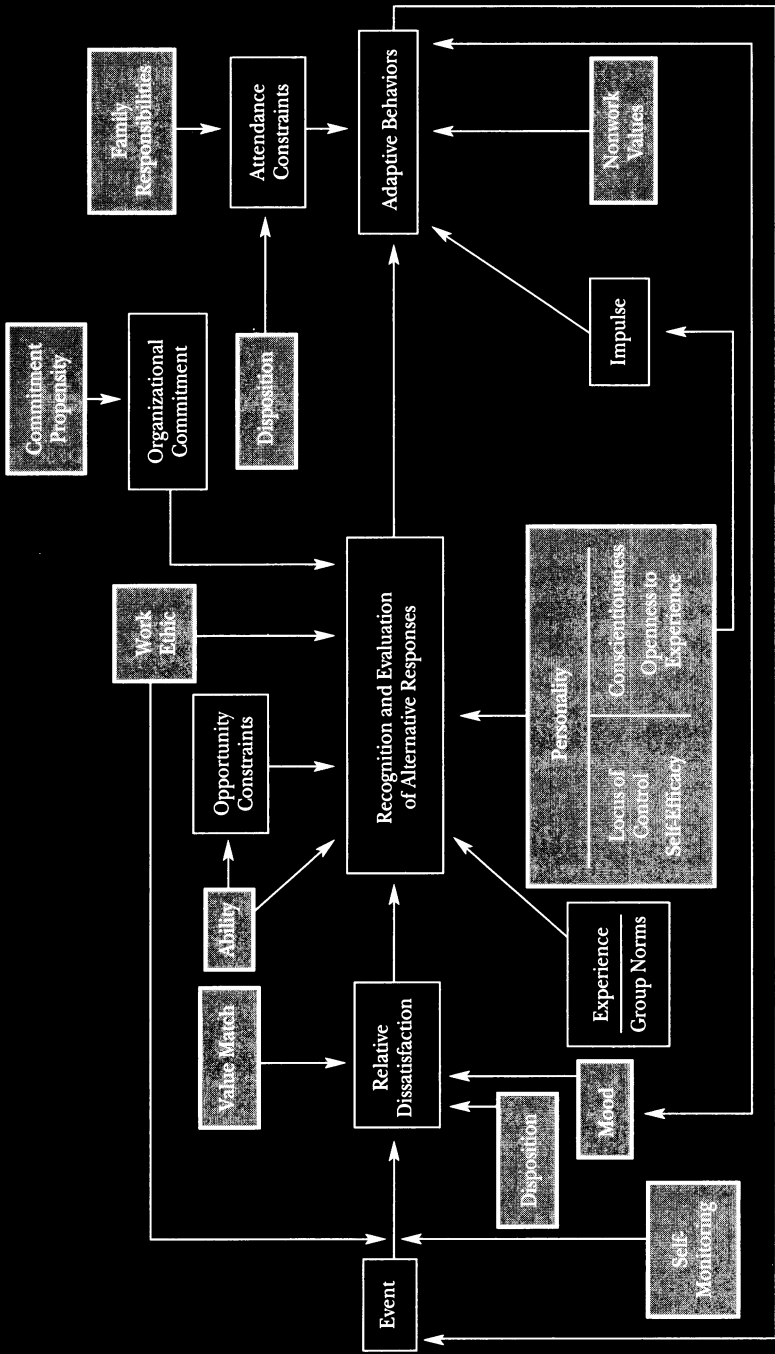 Commitment
Propensity
Family
Responsibilities
Organizational
Commitment
Work
Ethic
Attendance
Constraints
Opportunity
Constraints
Value Match
Ability
Disposition
Event
Relative
Dissatisfaction
Recognition and Evaluation
of Alternative Responses
Adaptive Behaviors
Disposition
Mood
Experience
Group Norms
Personality
Locus of
Control
Self-Efficacy
Conscientiousness
Openness to
Experience
Impulse
Nonwork
Values
Self-
Monitoring